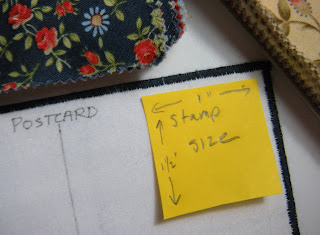 POSTCARD
1"
Stamp
size
1½"